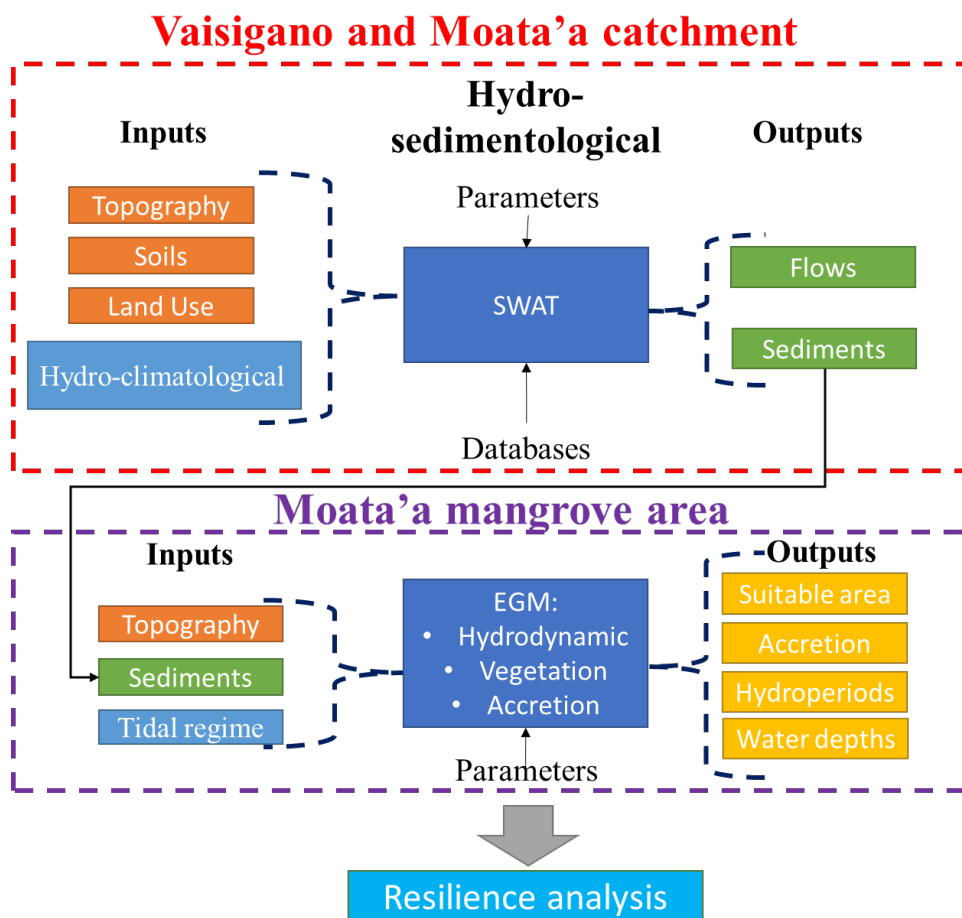 Vaisigano and Moata’a catchment
Hydro-
sedimentological
Inputs
Outputs
Topography
Soils
Land Use
Hydro-climatological
Parameters
SWAT
Databases
Flows
Sediments
Moata’a mangrove area
Inputs
Outputs
Topography
Sediments
Tidal regime
EGM:
• Hydrodynamic
• Vegetation
• Accretion
Parameters
Suitable area
Accretion
Hydroperiods
Water depths
Resilience analysis